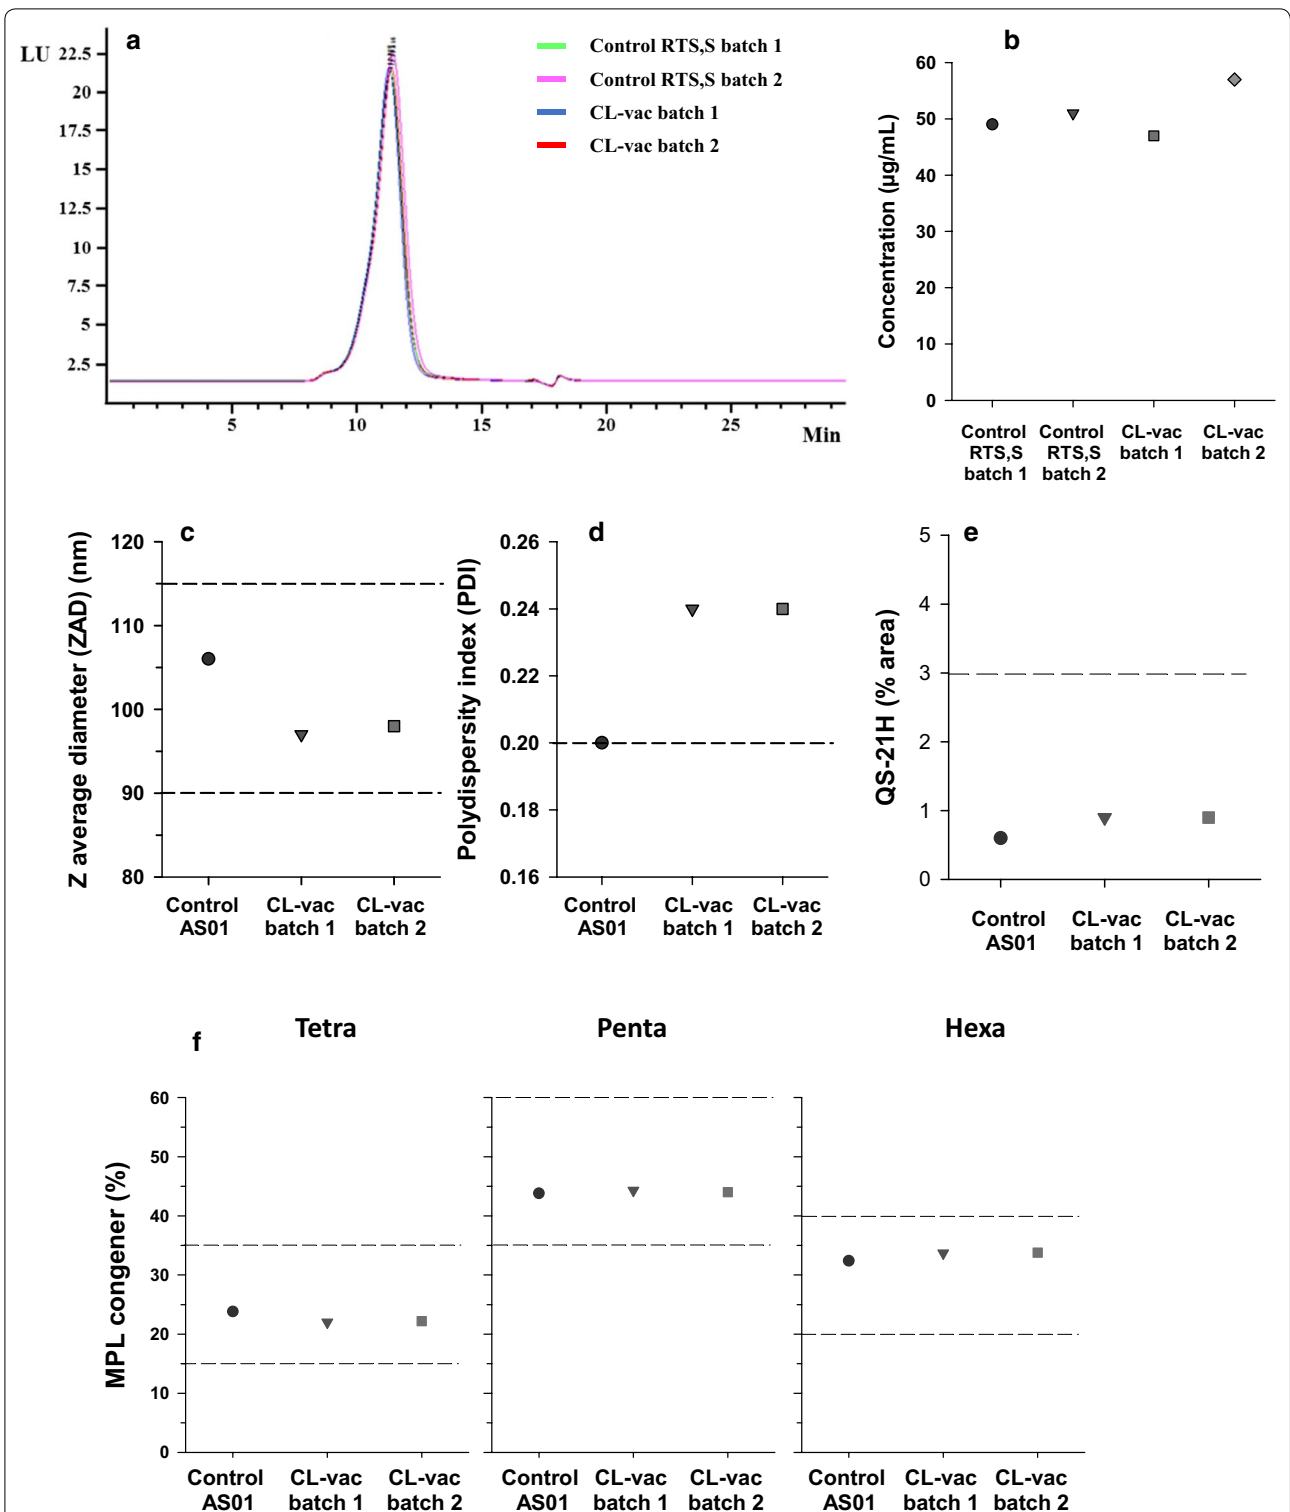 a
LU
22.5
20
17.5
15
12.5
10
7.5
5
2.5
5
10
15
20
25
Min
Control RTS,S batch 1
Control RTS,S batch 2
CL-vac batch 1
CL-vac batch 2
b
Concentration (µg/mL)
60
50
40
30
20
10
0
Control
RTS,S
batch 1
Control
RTS,S
batch 2
CL-vac
batch 1
CL-vac
batch 2
c
Z average diameter (ZAD) (nm)
120
110
100
90
80
Control
AS01
CL-vac
batch 1
CL-vac
batch 2
d
Polydispersity index (PDI)
0.26
0.24
0.22
0.20
0.18
0.16
Control
AS01
CL-vac
batch 1
CL-vac
batch 2
e
QS-21H (% area)
5
4
3
2
1
0
Control
AS01
CL-vac
batch 1
CL-vac
batch 2
f
Tetra
Penta
Hexa
MPL congener (%)
60
50
40
30
20
10
0
Control
AS01
CL-vac
batch 1
CL-vac
batch 2
Control
AS01
CL-vac
batch 1
CL-vac
batch 2
Control
AS01
CL-vac
batch 1
CL-vac
batch 2